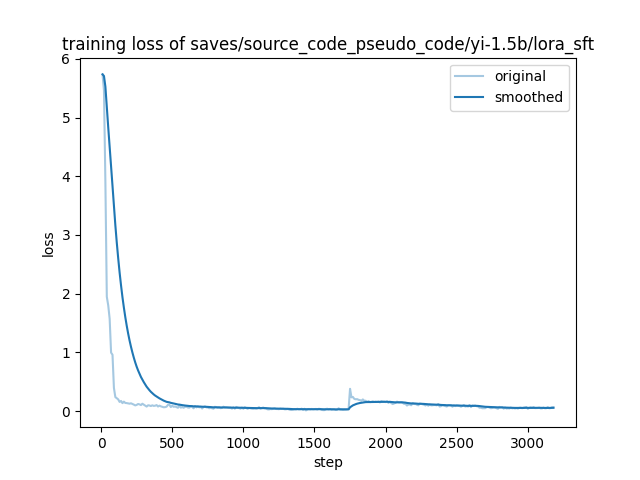 training loss of saves/source_code_pseudo_code/yi-1.5b/lora_sft
original
smoothed
6
5
4
3
2
1
0
loss
0
500
1000
1500
2000
2500
3000
step